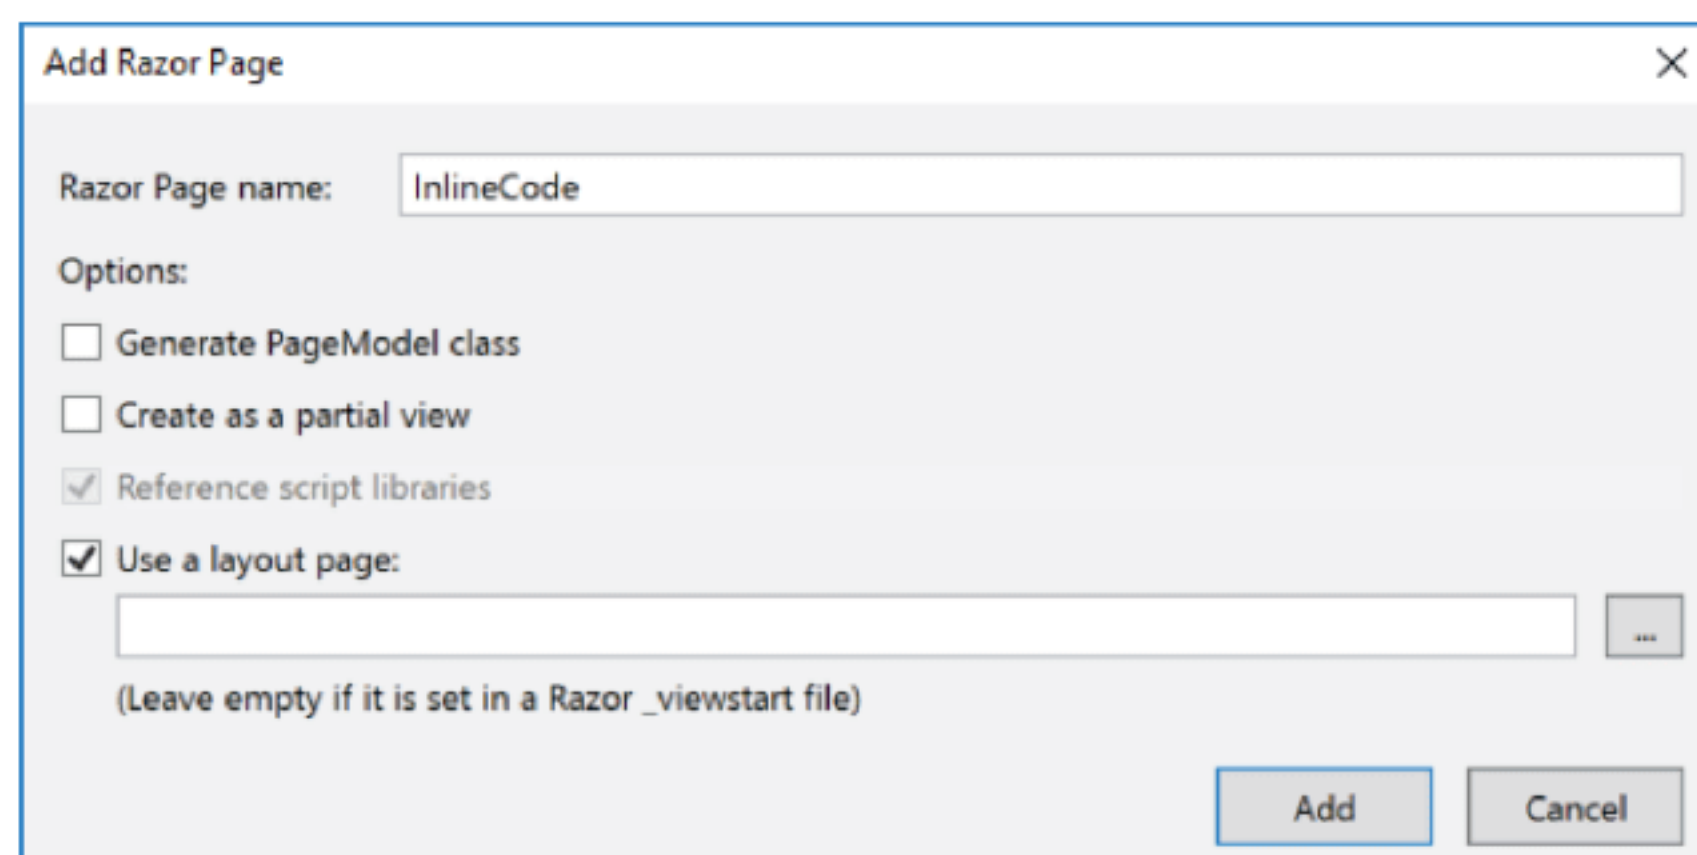 Add Razor Page
Razor Page name: InlineCode
Options:
Generate PageModel class
Create as a partial view
Reference script libraries
Use a layout page:
...
(Leave empty if it is set in a Razor _viewstart file)
Add Cancel